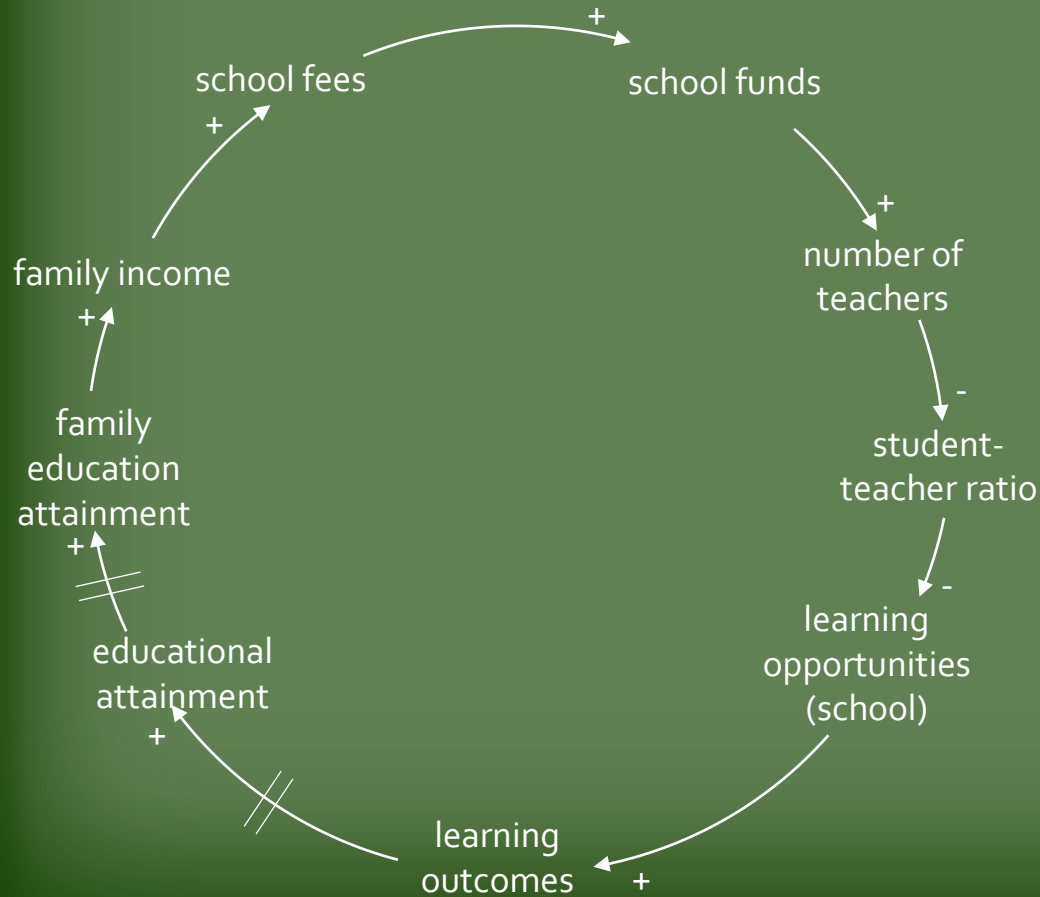 +
school fees
school funds
+
+
number of
teachers
family income
+
-
family
education
attainment
student-
teacher ratio
+
-
learning
opportunities
(school)
educational
attainment
+
learning
outcomes
+